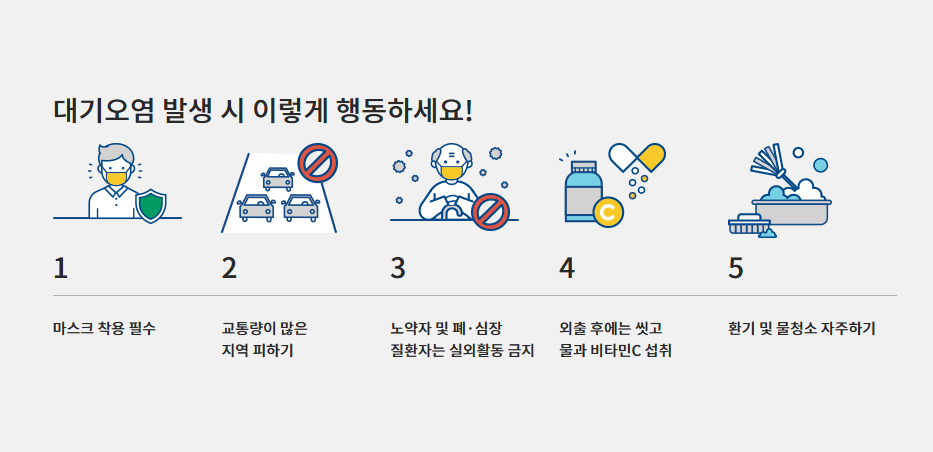 대기오염 발생 시 이렇게 행동하세요!
C
1
2
3
4
5
마스크 착용 필수
교통량이 많은
지역 피하기
노약자 및 폐·심장
질환자는 실외활동 금지
외출 후에는 씻고
물과 비타민C 섭취
환기 및 물청소 자주하기